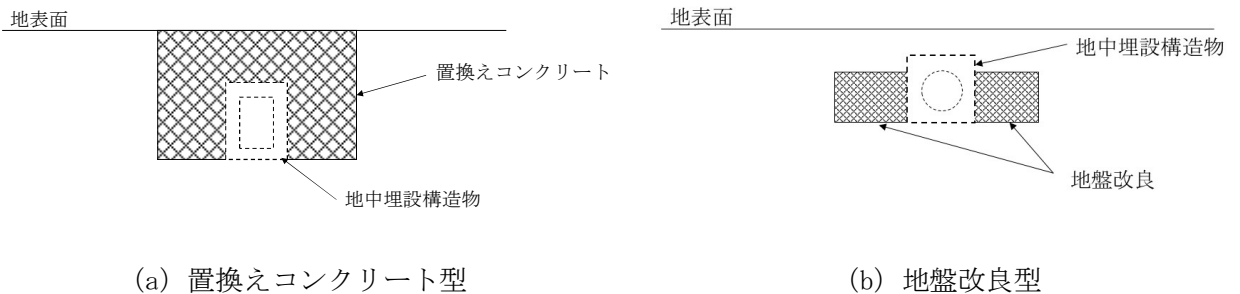 地表面
置換えコンクリート
地中埋設構造物
(a) 置換えコンクリート型
地表面
地中埋設構造物
地盤改良
(b) 地盤改良型